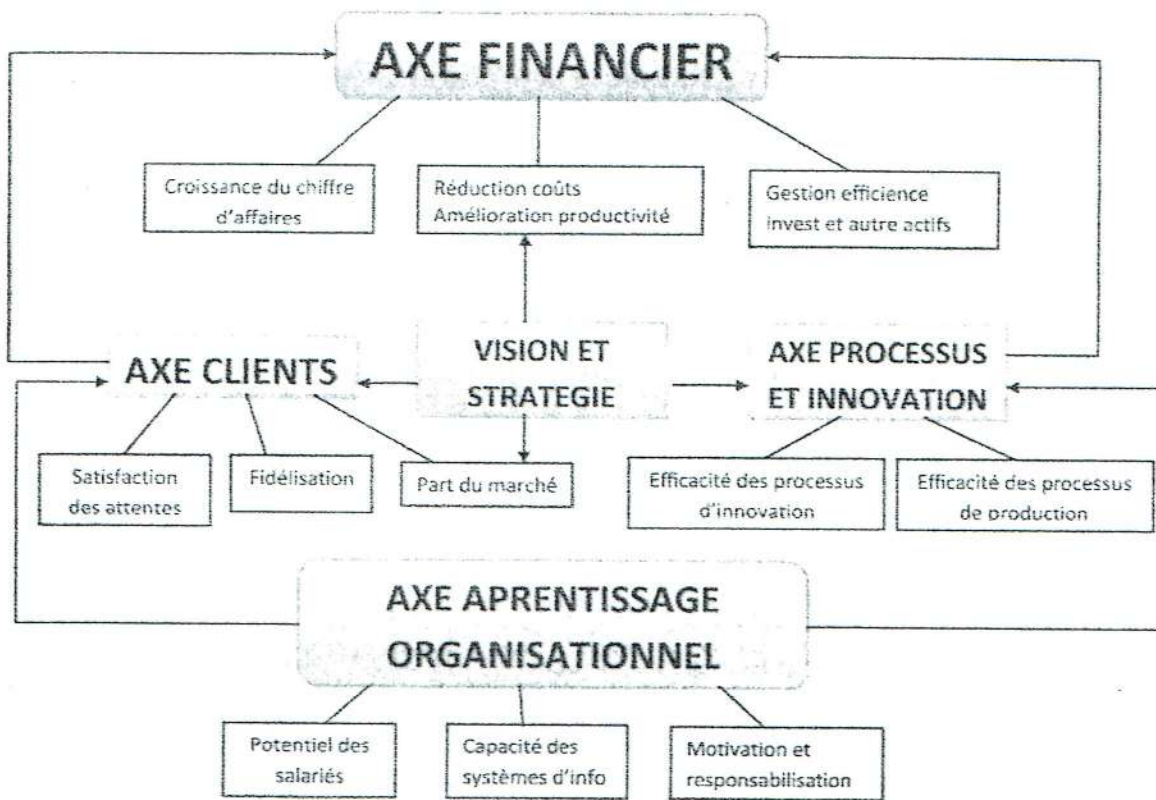 AXE FINANCIER
Croissance du chiffre
d'affaires
Réduction coûts
Amélioration productivité
Gestion efficience
invest et autre actifs
AXE CLIENTS
VISION ET
STRATEGIE
AXE PROCESSUS
ET INNOVATION
Satisfaction
des attentes
Fidélisation
Part du marché
Efficacité des processus
d'innovation
Efficacité des processus
de production
AXE APRENTISSAGE
ORGANISATIONNEL
Potentiel des
salariés
Capacité des
systèmes d'info
Motivation et
responsabilisation